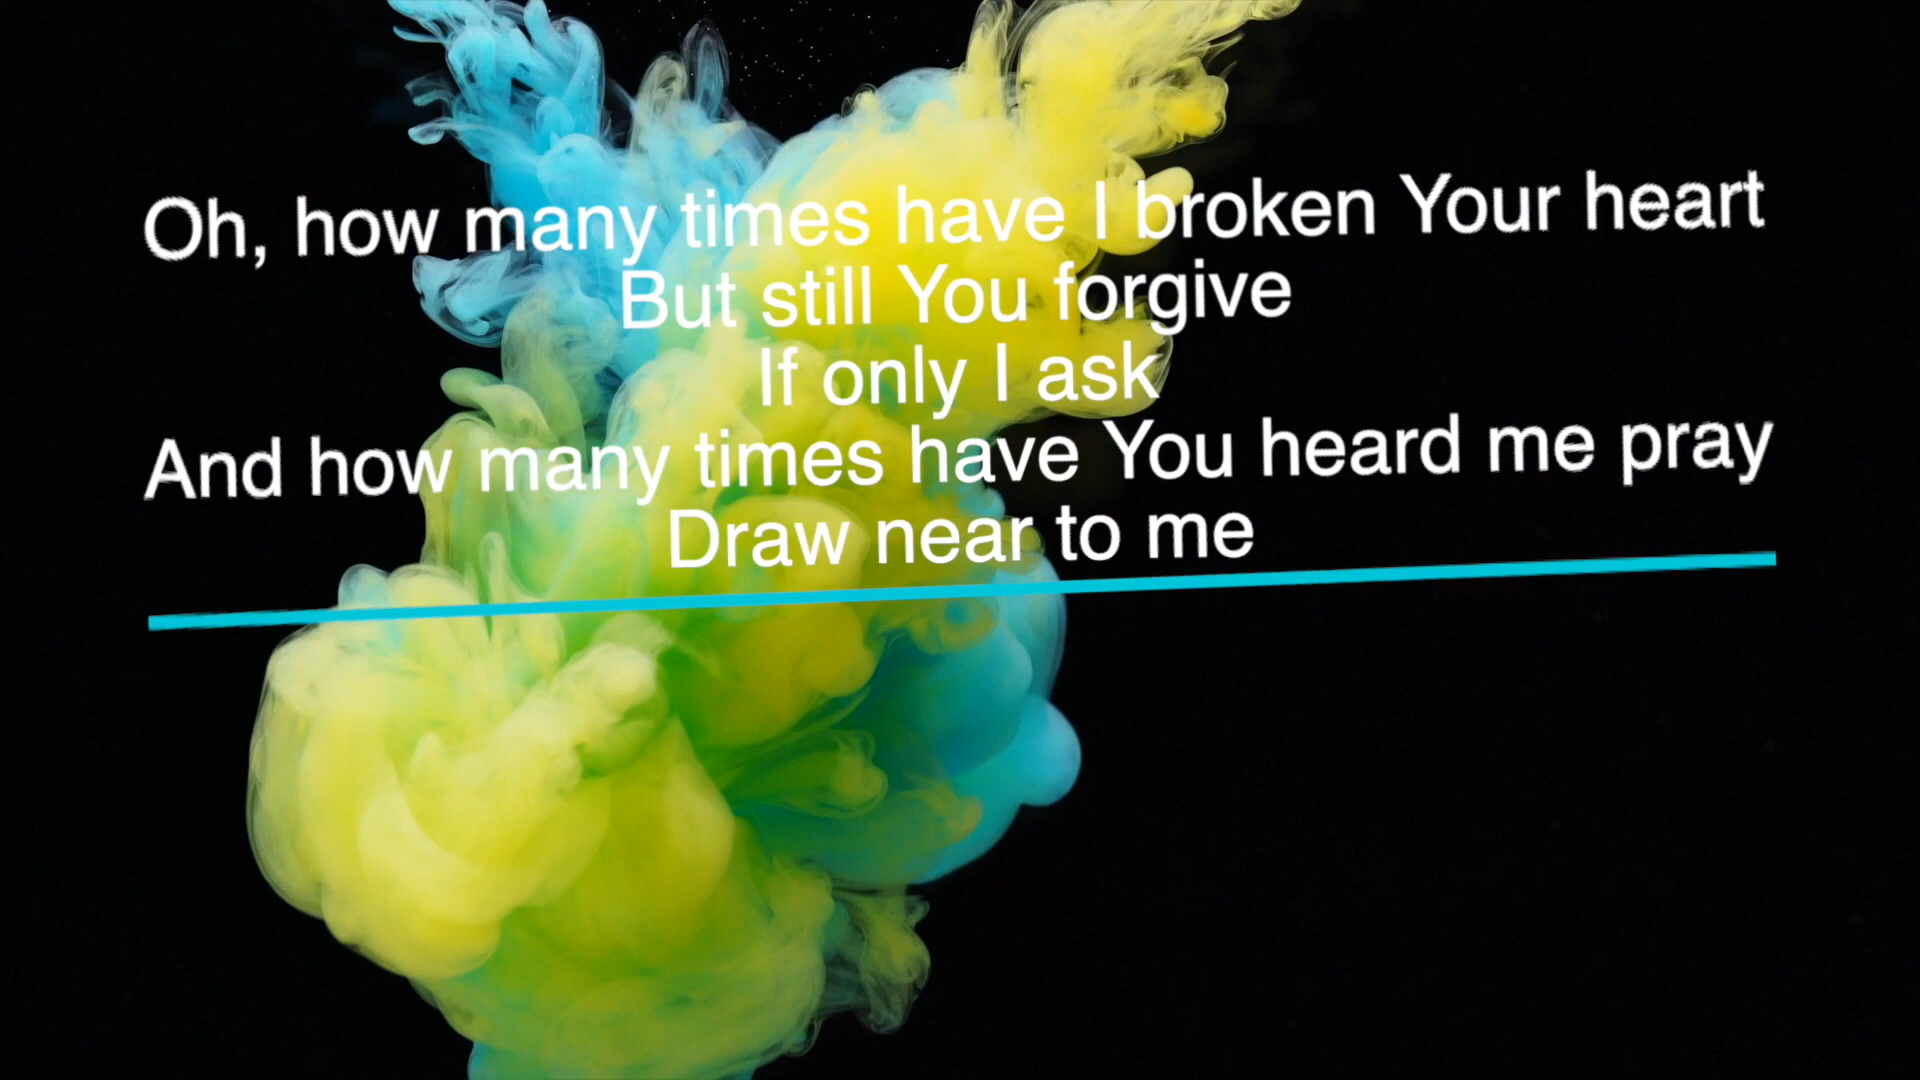 Oh, how many times have I broken Your heart
But still You forgive
If only I ask
And how many times have You heard me pray
Draw near to me